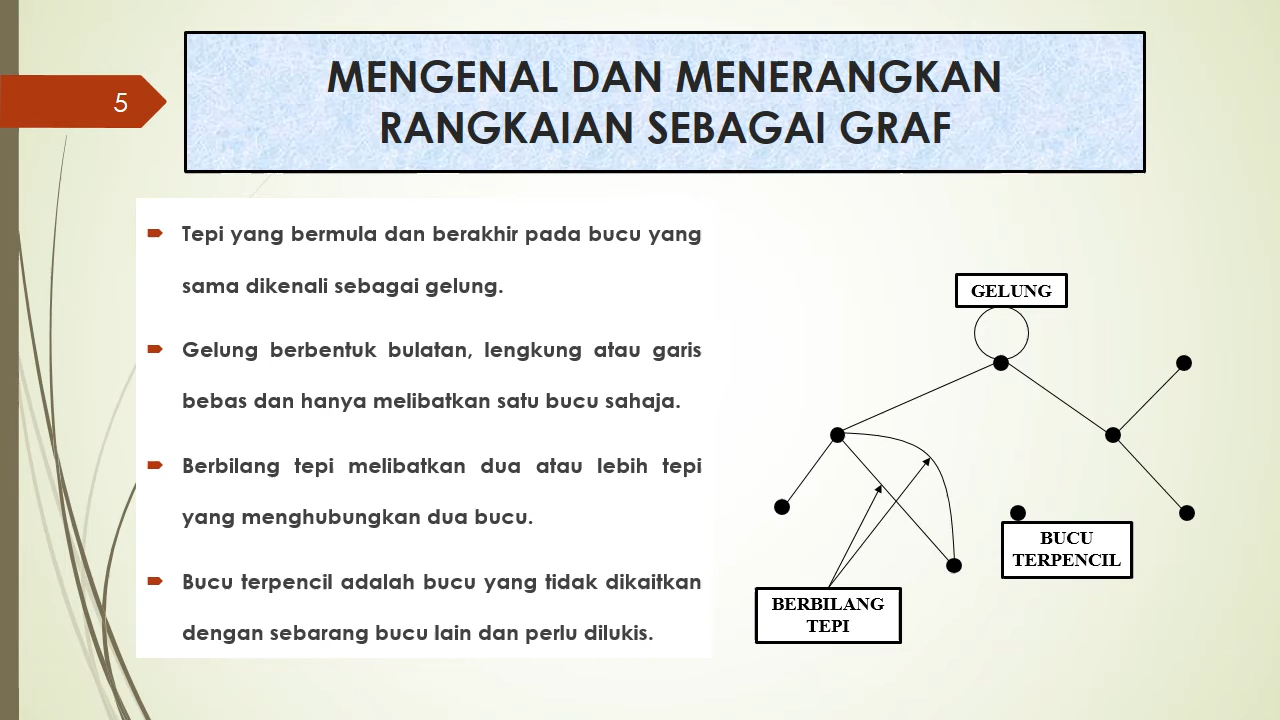 5
MENGENAL DAN MENERANGKAN
RANGKAIAN SEBAGAI GRAF
Tepi yang bermula dan berakhir pada bucu yang
sama dikenali sebagai gelung.
Gelung berbentuk bulatan, lengkung atau garis
bebas dan hanya melibatkan satu bucu sahaja.
Berbilang tepi melibatkan dua atau lebih tepi
yang menghubungkan dua bucu.
Bucu terpencil adalah bucu yang tidak dikaitkan
dengan sebarang bucu lain dan perlu dilukis.
GELUNG
BUCU
TERPENCIL
BERBILANG
TEPI